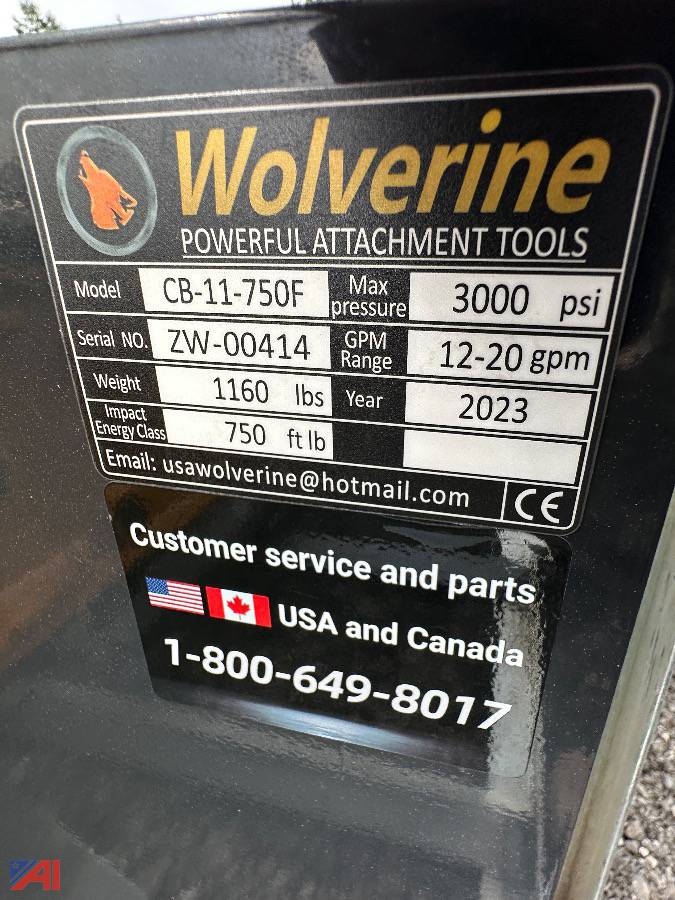 Wolverine
POWERFUL ATTACHMENT TOOLS
Model CB-11-750F Max pressure 3000 psi
Serial NO. ZW-00414 GPM Range 12-20 gpm
Weight 1160 lbs Year 2023
Impact Energy Class 750 ft lb
Email: usawolverine@hotmail.com CE
Customer service and parts
USA and Canada
1-800-649-8017
AI